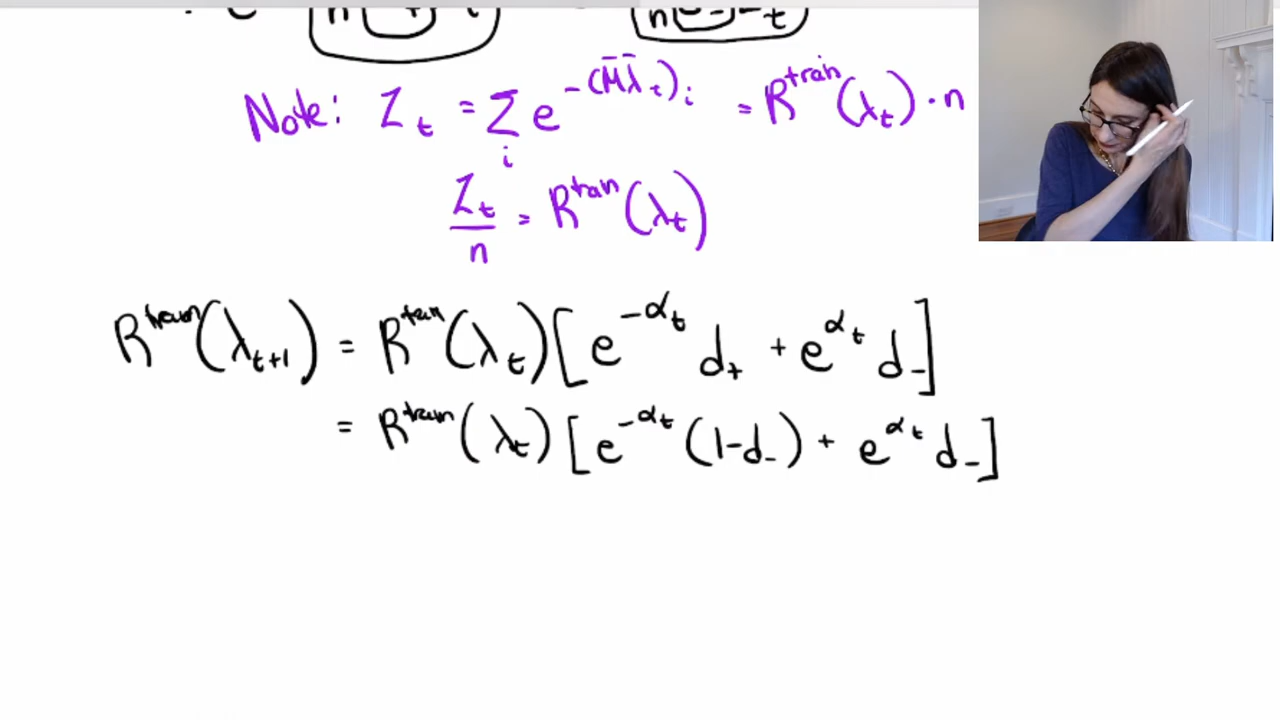 Note: Z_t = Σ_i e^{-(M̄λ̄_t)_i} = R^{train}(λ_t)·n
Z_t/n = R^{train}(λ_t)
R^{train}(λ_{t+1}) = R^{train}(λ_t)[e^{-α_t} d_+ + e^{α_t} d_-]
= R^{train}(λ_t)[e^{-α_t}(1-d_-) + e^{α_t} d_-]